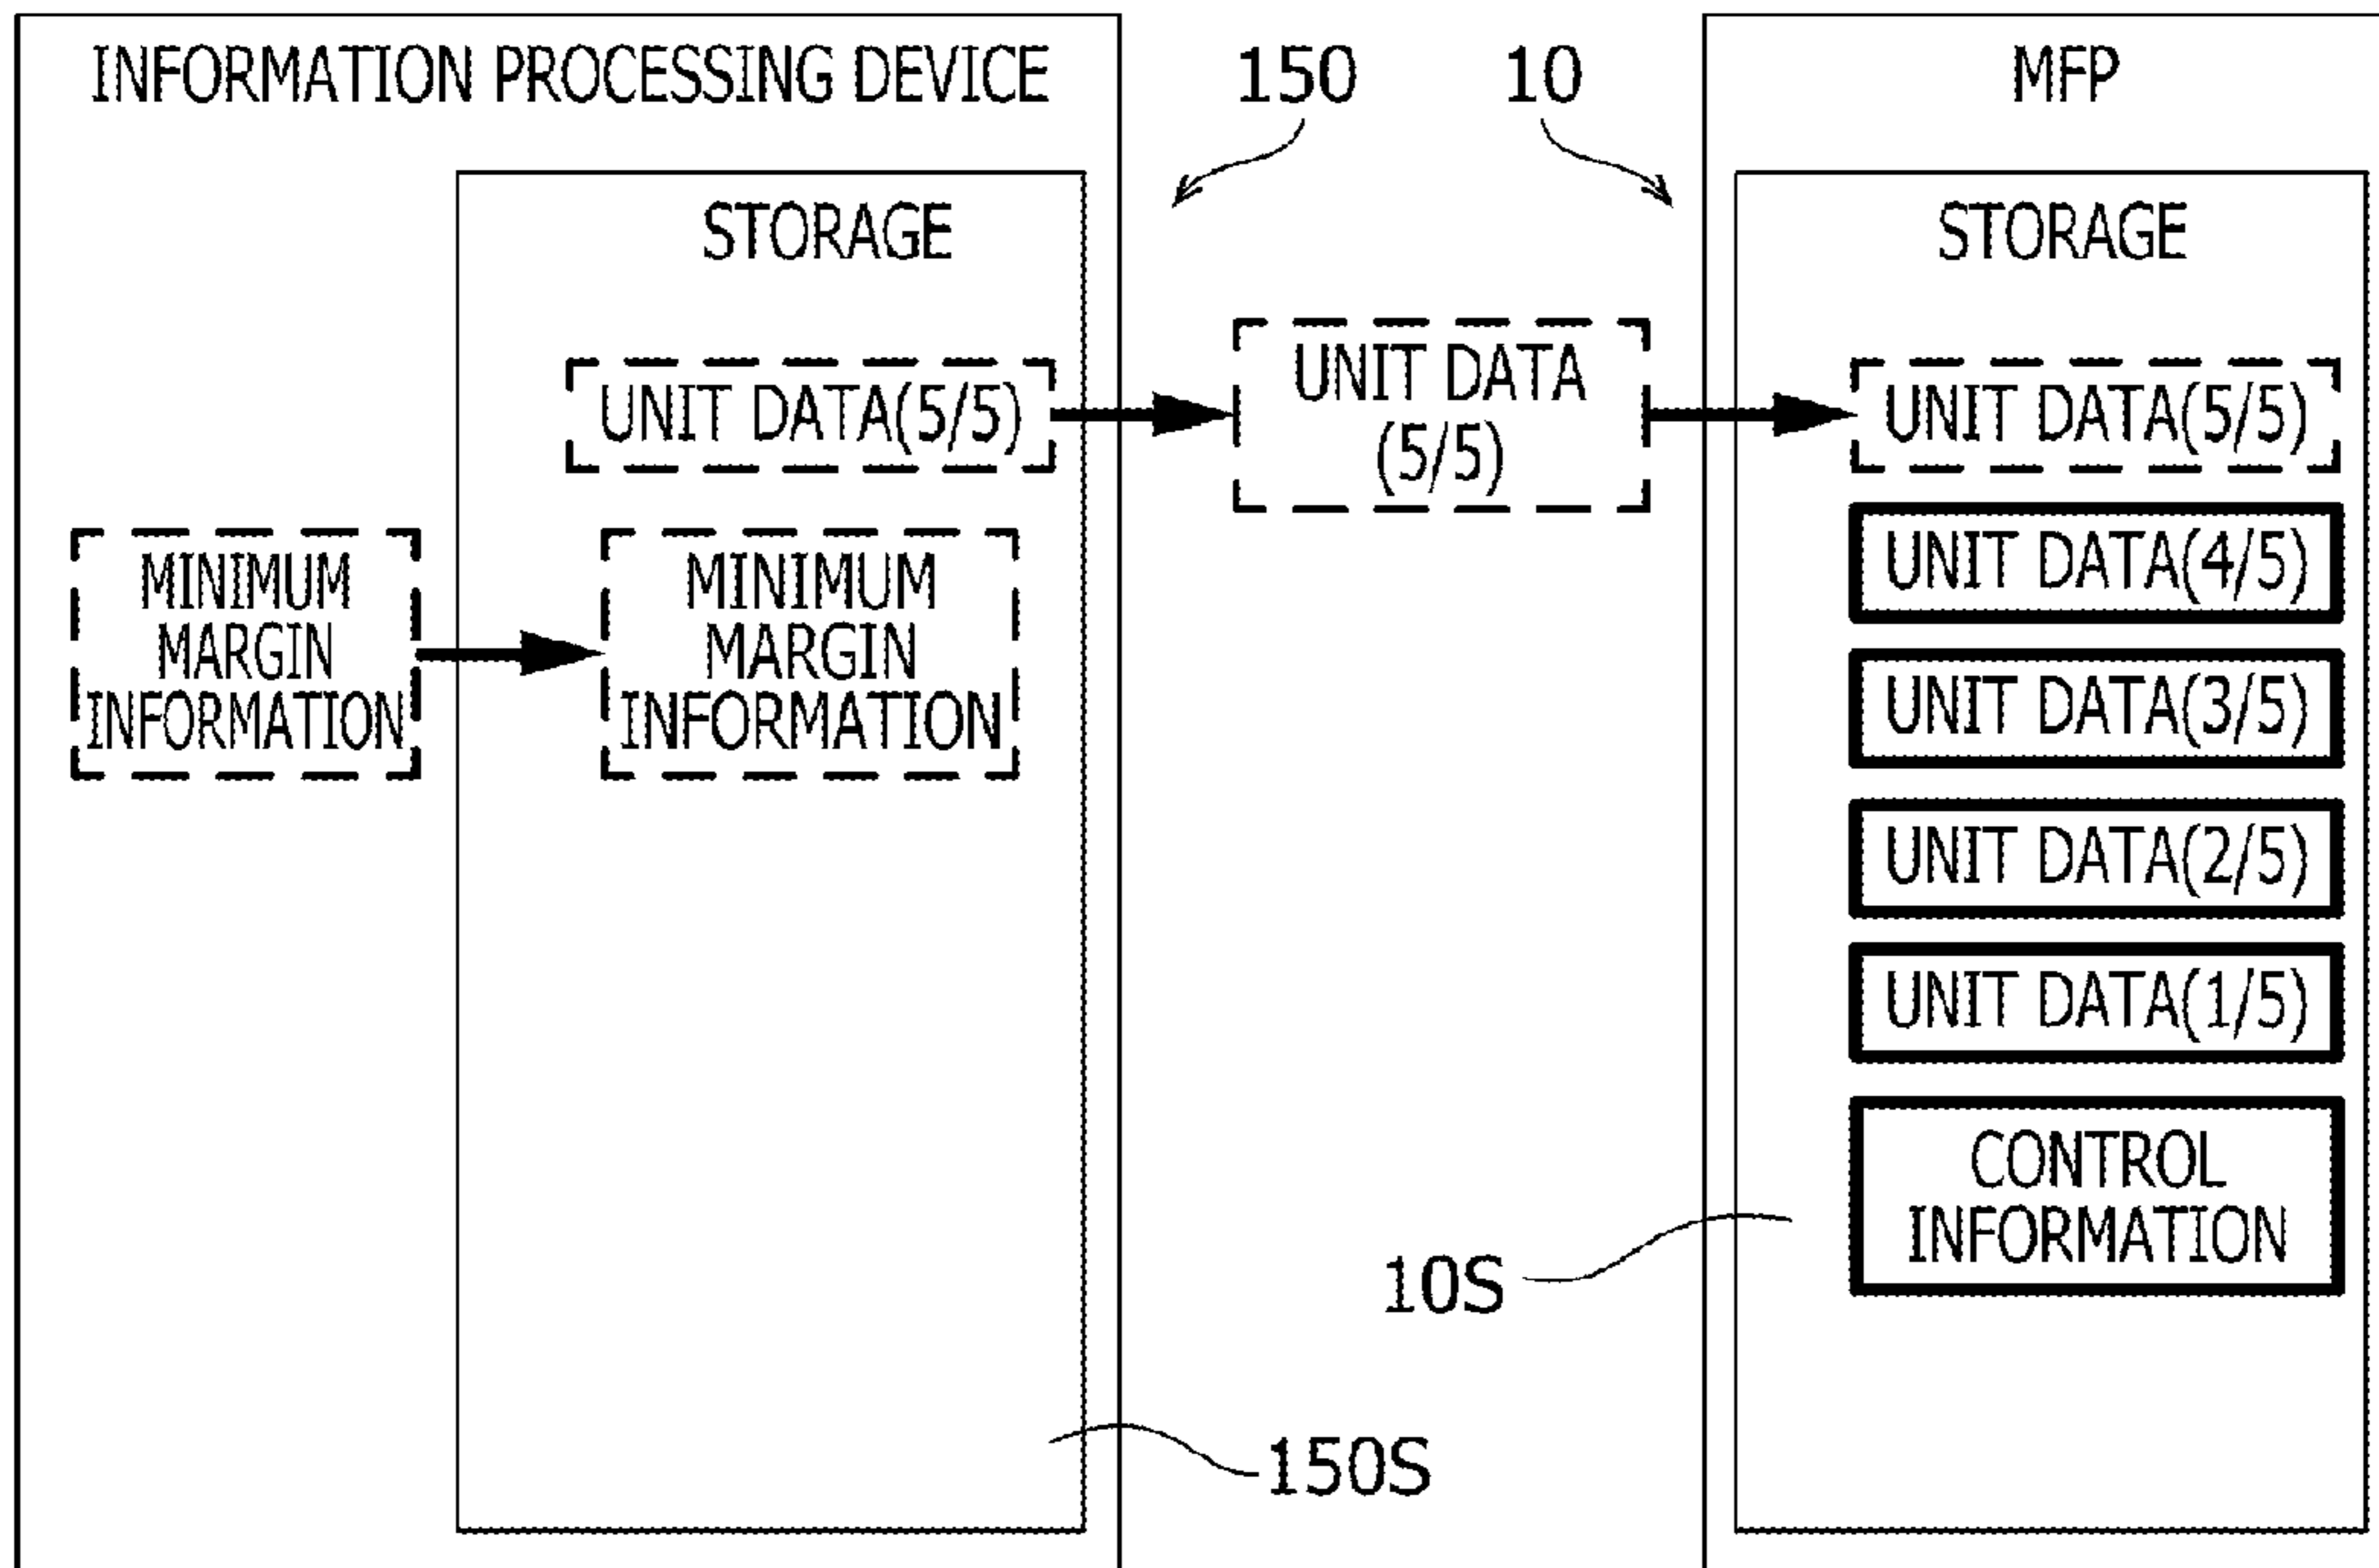 INFORMATION PROCESSING DEVICE
150
10
MFP
STORAGE
STORAGE
UNIT DATA(5/5)
UNIT DATA
(5/5)
UNIT DATA(5/5)
MINIMUM
MARGIN
INFORMATION
MINIMUM
MARGIN
INFORMATION
UNIT DATA(4/5)
UNIT DATA(3/5)
UNIT DATA(2/5)
UNIT DATA(1/5)
CONTROL
INFORMATION
10S
150S